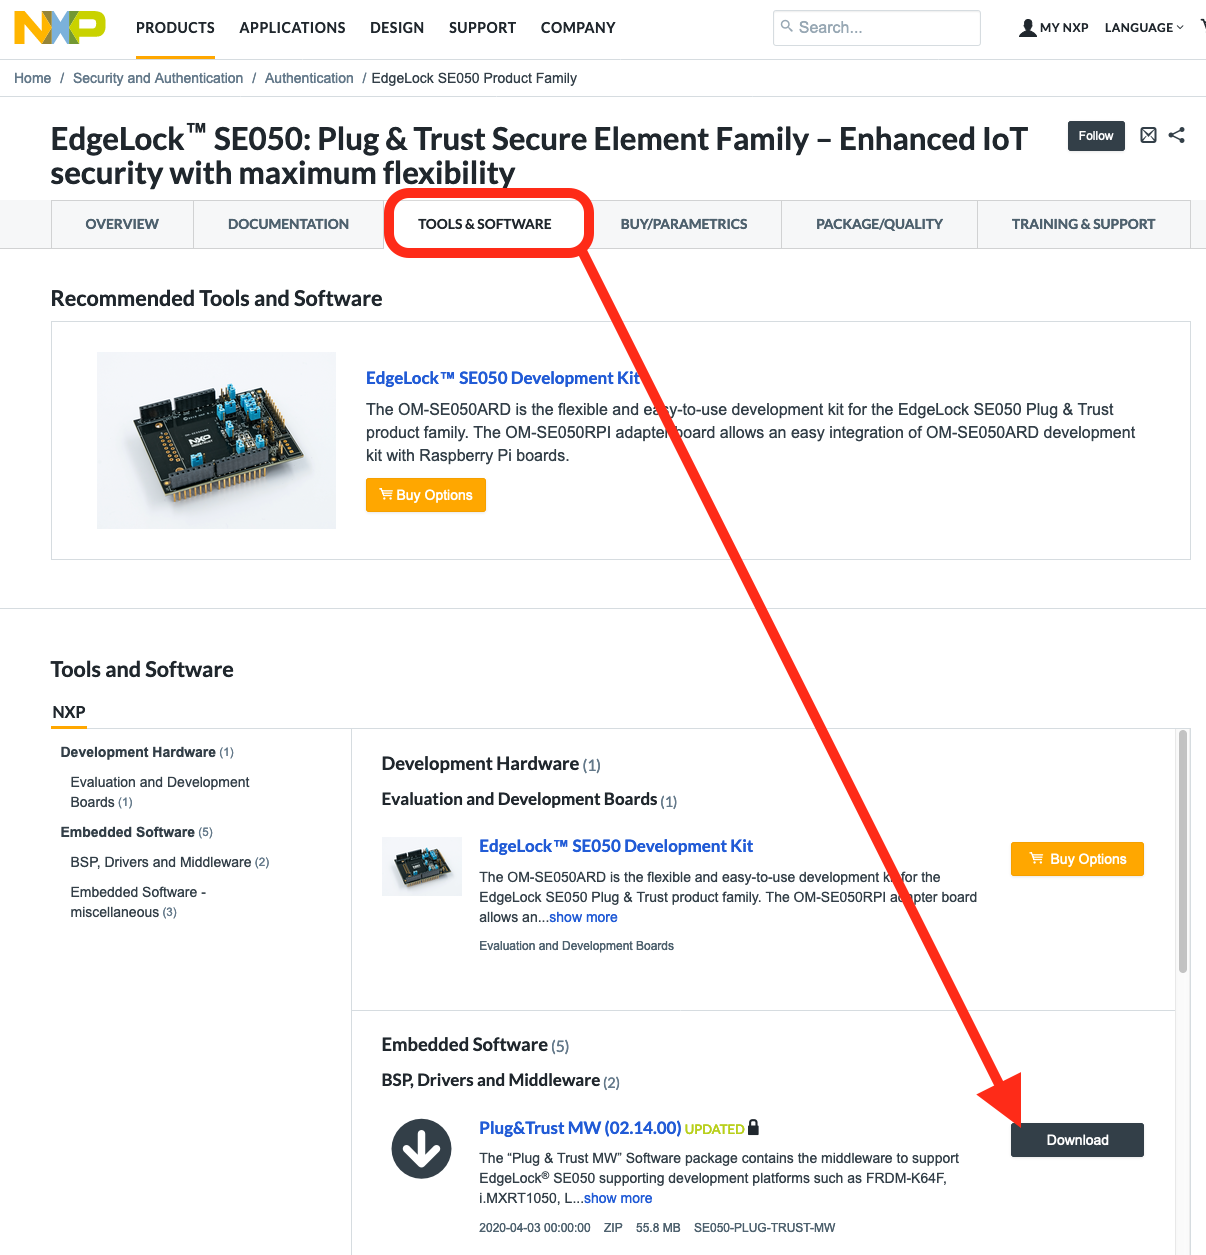 NXP
PRODUCTS APPLICATIONS DESIGN SUPPORT COMPANY
Search...
MY NXP LANGUAGE
Home / Security and Authentication / Authentication / EdgeLock SE050 Product Family
EdgeLock™ SE050: Plug & Trust Secure Element Family – Enhanced IoT
security with maximum flexibility
Follow
OVERVIEW DOCUMENTATION TOOLS & SOFTWARE BUY/PARAMETRICS PACKAGE/QUALITY TRAINING & SUPPORT
Recommended Tools and Software
NXP
EdgeLock™ SE050 Development Kit
The OM-SE050ARD is the flexible and easy-to-use development kit for the EdgeLock SE050 Plug & Trust
product family. The OM-SE050RPI adapter board allows an easy integration of OM-SE050ARD development
kit with Raspberry Pi boards.
Buy Options
Tools and Software
NXP
Development Hardware (1)
Evaluation and Development
Boards (1)
Embedded Software (5)
BSP, Drivers and Middleware (2)
Embedded Software -
miscellaneous (3)
Development Hardware (1)
Evaluation and Development Boards (1)
EdgeLock™ SE050 Development Kit
The OM-SE050ARD is the flexible and easy-to-use development kit for the
EdgeLock SE050 Plug & Trust product family. The OM-SE050RPI adapter board
allows an...show more
Evaluation and Development Boards
Buy Options
Embedded Software (5)
BSP, Drivers and Middleware (2)
Plug&Trust MW (02.14.00) UPDATED
The “Plug & Trust MW” Software package contains the middleware to support
EdgeLock® SE050 supporting development platforms such as FRDM-K64F,
i.MXRT1050, L...show more
2020-04-03 00:00:00 ZIP 55.8 MB SE050-PLUG-TRUST-MW
Download